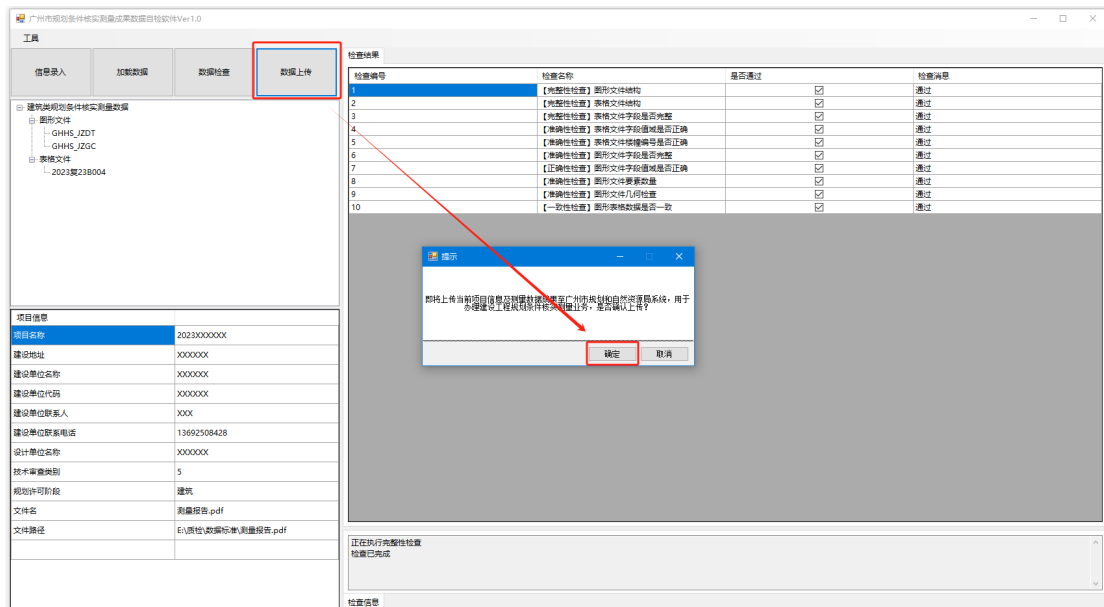 广州市规划条件核实测量成果数据自检软件Ver1.0
工具
信息录入 加载数据 数据检查 数据上传
建筑类规划条件核实测量数据
图形文件
GHHS_JZDT
GHHS_JZGC
表格文件
2023复23B004
项目信息
项目名称 2023XXXXXX
建设地址 XXXXXX
建设单位名称 XXXXXX
建设单位代码 XXXXXX
建设单位联系人 XXX
建设单位联系电话 13692508428
设计单位名称 XXXXXX
技术审查类别 5
规划许可阶段 建筑
文件名 测量报告.pdf
文件路径 E:\质检\数据标准\测量报告.pdf
检查结果
检查编号 检查名称 是否通过 检查消息
1 【完整性检查】图形文件结构 通过
2 【完整性检查】表格文件结构 通过
3 【完整性检查】表格文件字段是否完整 通过
4 【准确性检查】表格文件字段值域是否正确 通过
5 【准确性检查】表格文件楼幢编号是否正确 通过
6 【准确性检查】图形文件字段是否完整 通过
7 【正确性检查】图形文件字段值域是否正确 通过
8 【准确性检查】图形文件要素数量 通过
9 【准确性检查】图形文件几何检查 通过
10 【一致性检查】图形表格数据是否一致 通过
提示
即将上传当前项目信息及测量数据成果至广州市规划和自然资源局系统，用于
办理建设工程规划条件核实测量业务，是否确认上传？
确定 取消
正在执行完整性检查
检查已完成
检查信息